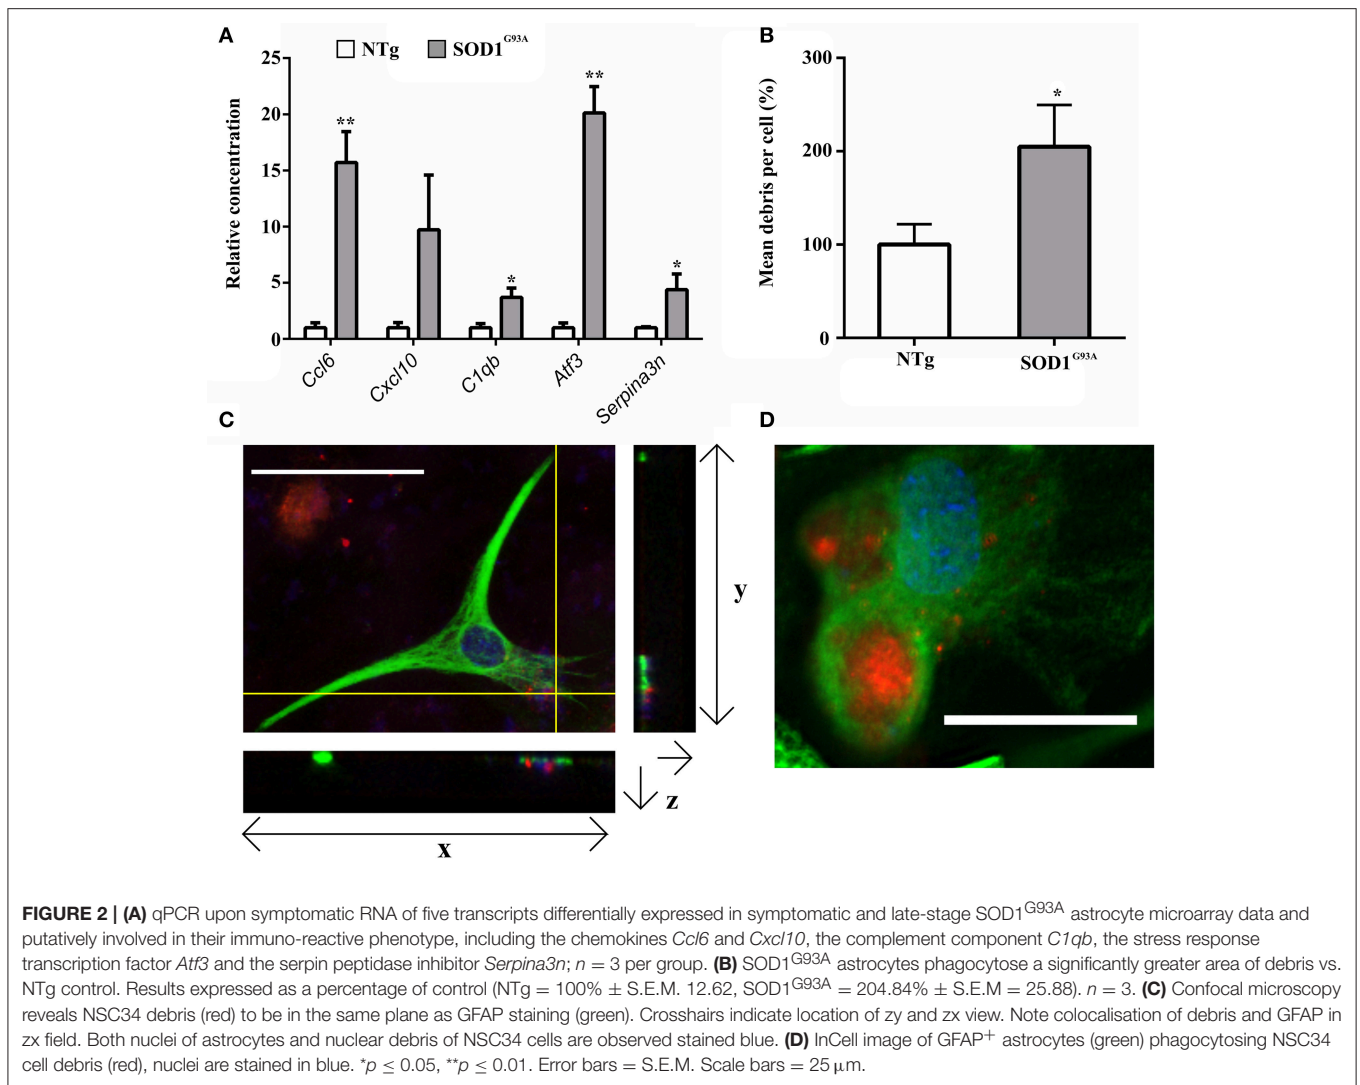 A
NTg SOD1G93A
25
20
15
10
5
0
Relative concentration
** * ** *
Ccl6 Cxcl10 C1qb Atf3 Serpina3n
B
300
200
100
0
Mean debris per cell (%)
*
NTg SOD1G93A
C
y
z
x
D
FIGURE 2 | (A) qPCR upon symptomatic RNA of five transcripts differentially expressed in symptomatic and late-stage SOD1G93A astrocyte microarray data and
putatively involved in their immuno-reactive phenotype, including the chemokines Ccl6 and Cxcl10, the complement component C1qb, the stress response
transcription factor Atf3 and the serpin peptidase inhibitor Serpina3n; n = 3 per group. (B) SOD1G93A astrocytes phagocytose a significantly greater area of debris vs.
NTg control. Results expressed as a percentage of control (NTg = 100% ± S.E.M. 12.62, SOD1G93A = 204.84% ± S.E.M = 25.88). n = 3. (C) Confocal microscopy
reveals NSC34 debris (red) to be in the same plane as GFAP staining (green). Crosshairs indicate location of zy and zx view. Note colocalisation of debris and GFAP in
zx field. Both nuclei of astrocytes and nuclear debris of NSC34 cells are observed stained blue. (D) InCell image of GFAP+ astrocytes (green) phagocytosing NSC34
cell debris (red), nuclei are stained in blue. *p ≤ 0.05, **p ≤ 0.01. Error bars = S.E.M. Scale bars = 25 μm.